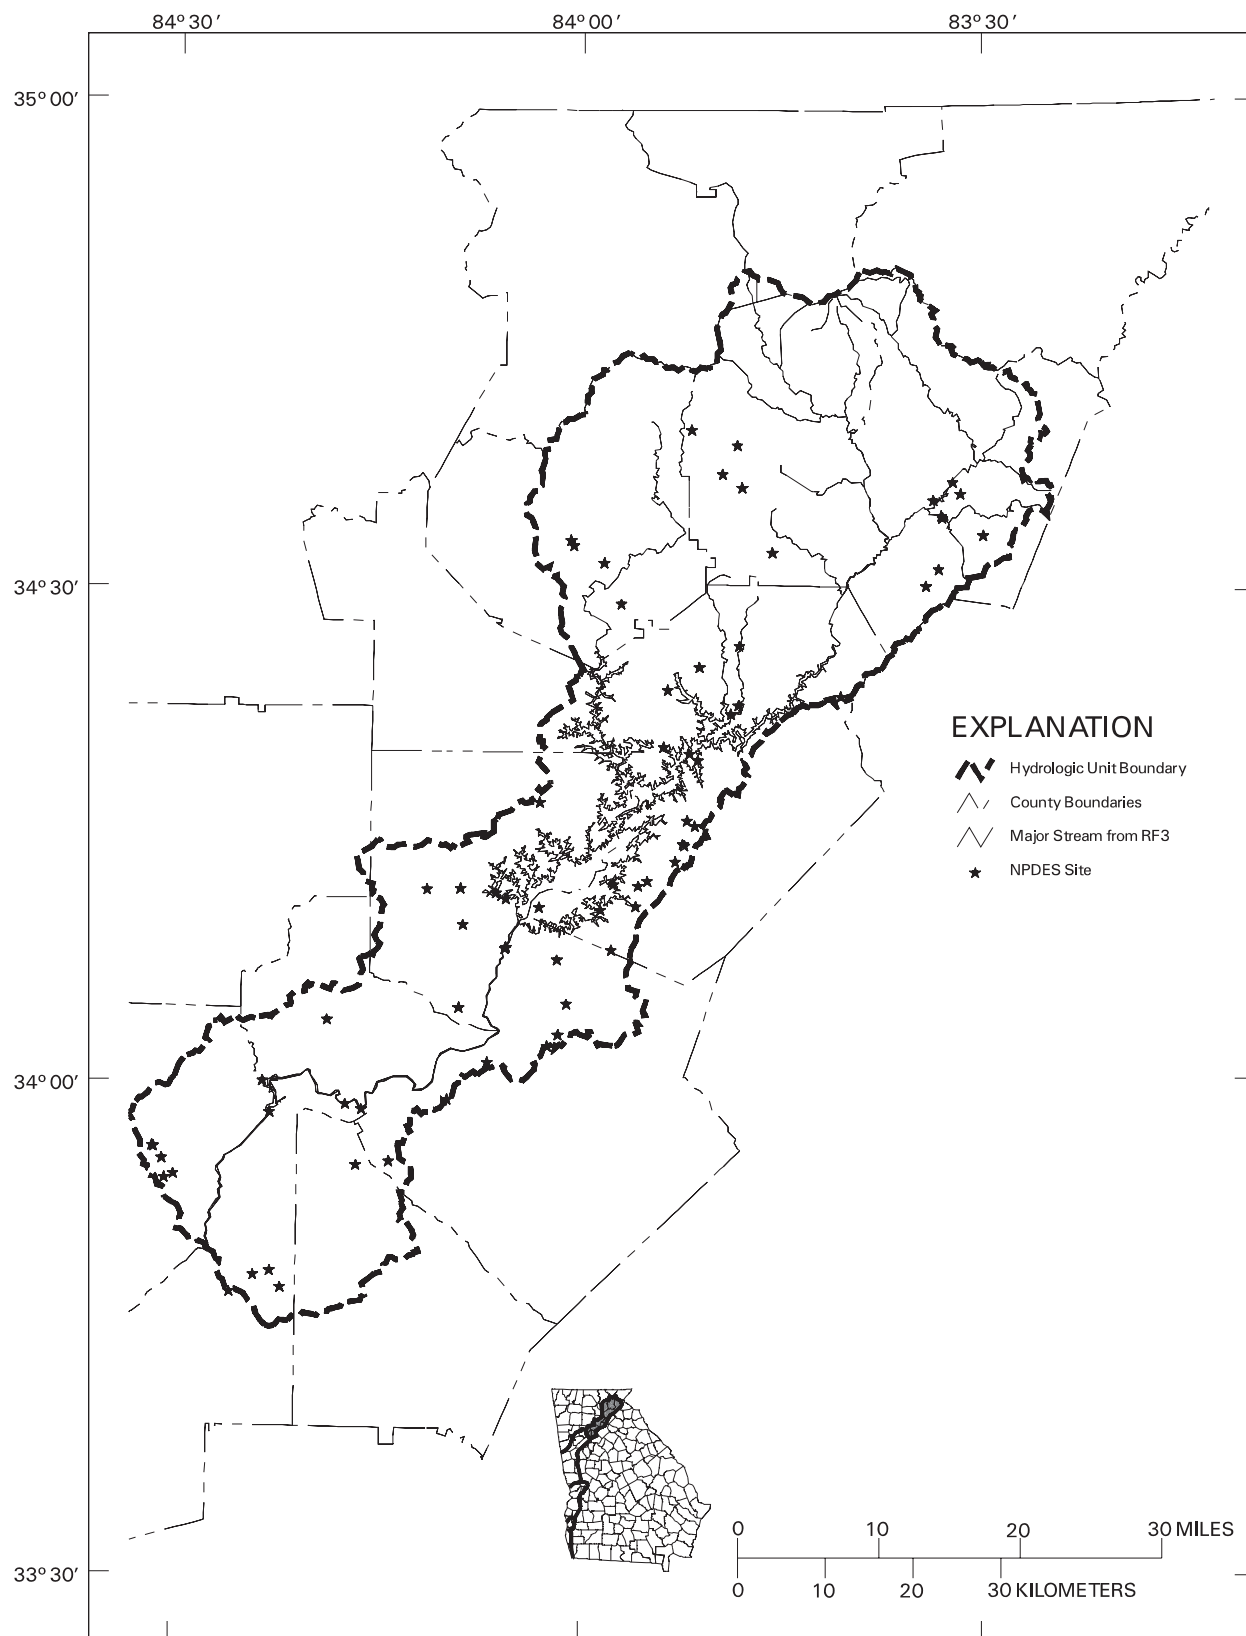 84° 30′ 84° 00′ 83° 30′
35° 00′
34° 30′
EXPLANATION
Hydrologic Unit Boundary
County Boundaries
Major Stream from RF3
NPDES Site
34° 00′
0 10 20 30 MILES
33° 30′
0 10 20 30 KILOMETERS